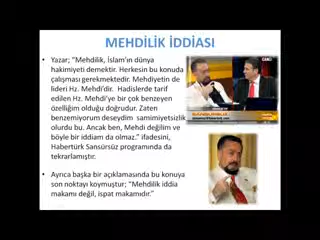 MEHDİLİK İDDİASI
• Yazar; "Mehdilik, İslam'ın dünya
hakimiyeti demektir. Herkesin bu konuda
çalışması gerekmektedir. Mehdiyetin de
lideri Hz. Mehdi'dir. Hadislerde tarif
edilen Hz. Mehdi'ye bir çok benzeyen
özelliğim olduğu doğrudur. Zaten
benzemiyorum deseydim samimiyetsizlik
olurdu bu. Ancak ben, Mehdi değilim ve
böyle bir iddiam da olmaz." ifadesini,
Habertürk Sansürsüz programında da
tekrarlamıştır.
• Ayrıca başka bir açıklamasında bu konuya
son noktayı koymuştur; "Mehdilik iddia
makamı değil, ispat makamıdır."